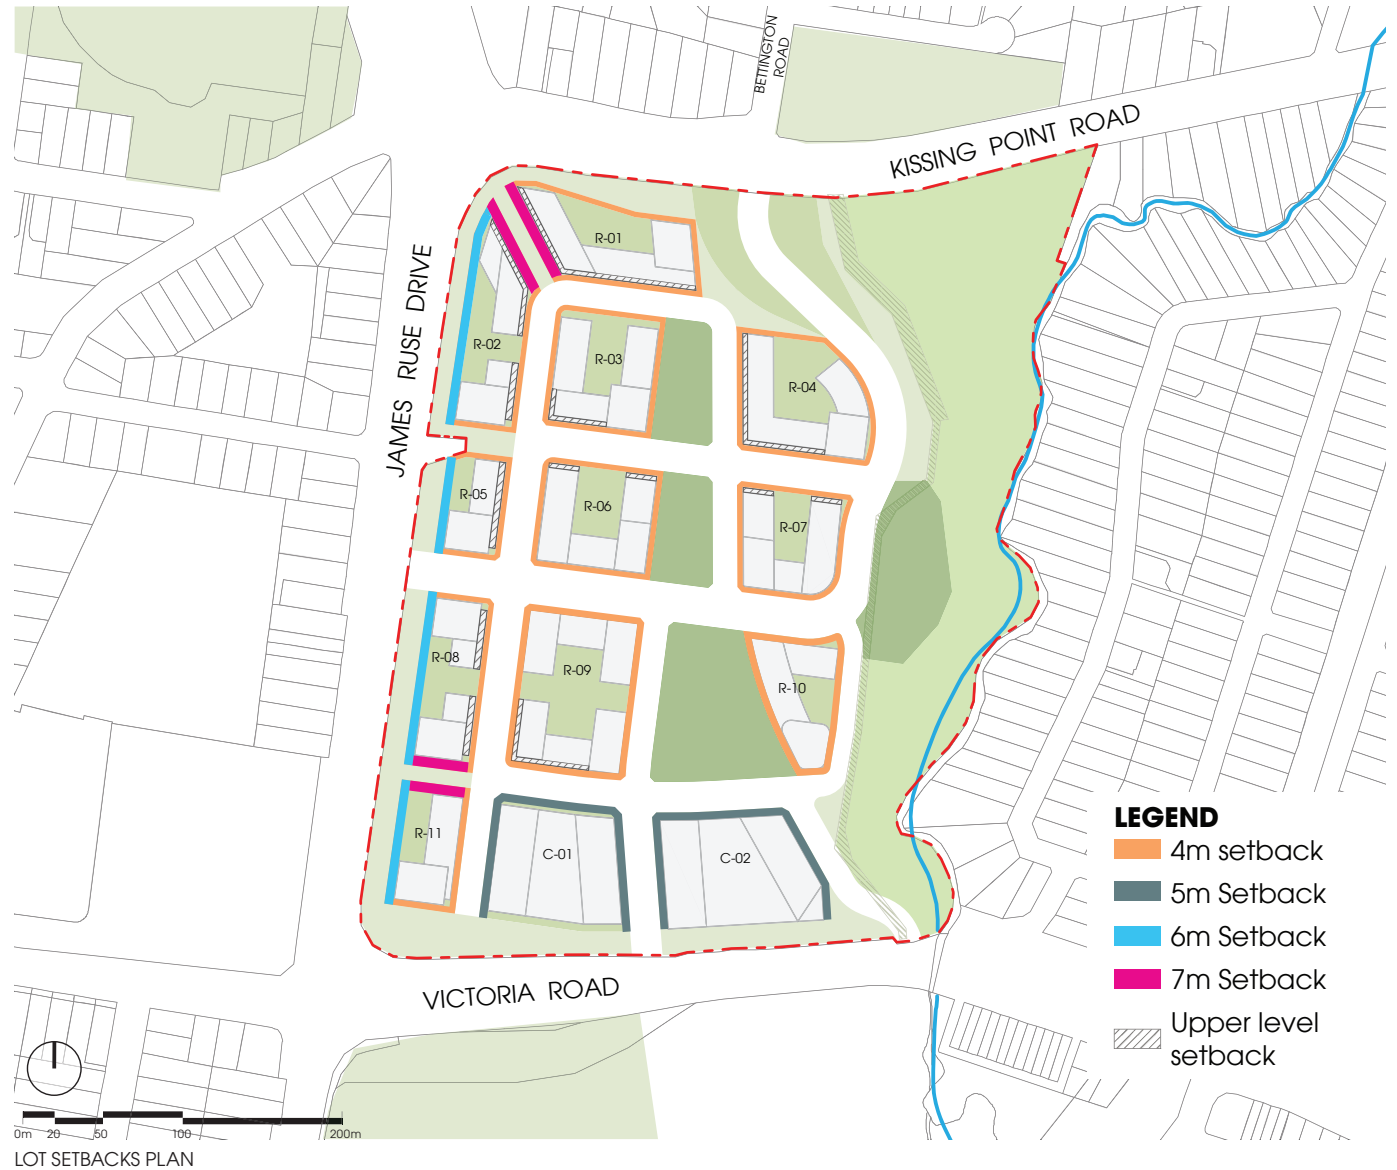 BETTINGTON
ROAD
KISSING POINT ROAD
JAMES RUSE DRIVE
R-01
R-02
R-03
R-04
R-05
R-06
R-07
R-08
R-09
R-10
R-11
C-01
C-02
VICTORIA ROAD
LEGEND
4m setback
5m Setback
6m Setback
7m Setback
Upper level
setback
0m 20 50 100 200m
LOT SETBACKS PLAN